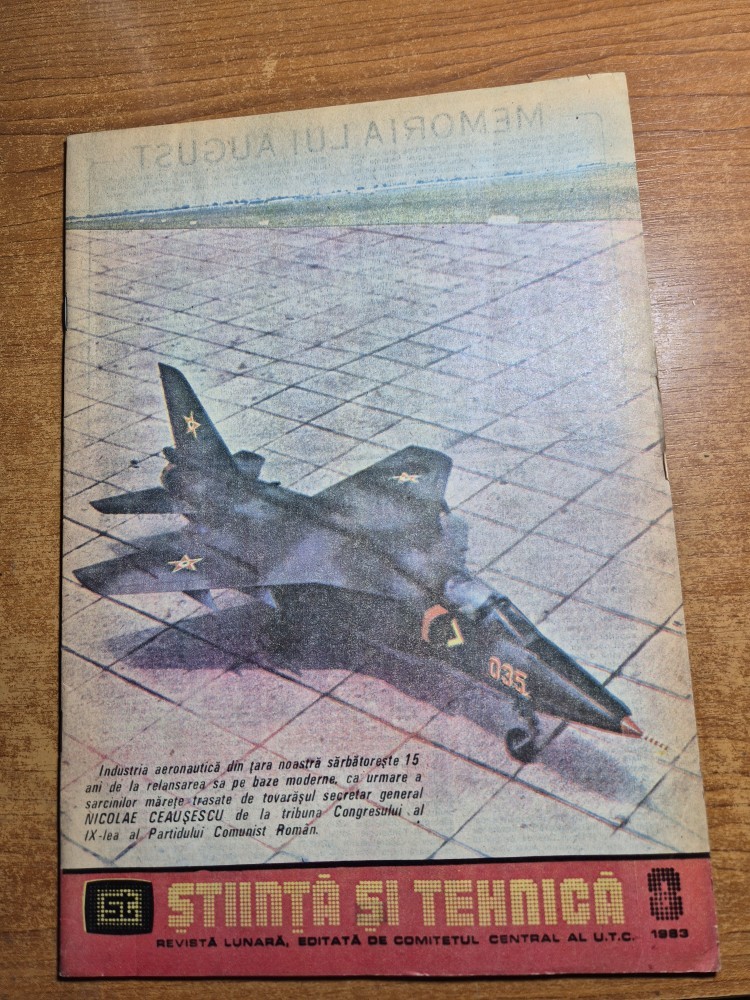 MEMORIA LUI AUGUST
035
Industria aeronautică din țara noastră sărbătorește 15
ani de la relansarea sa pe baze moderne, ca urmare a
sarcinilor mărețe trasate de tovarășul secretar general
NICOLAE CEAUȘESCU de la tribuna Congresului al
IX-lea al Partidului Comunist Român.
ȘTIINȚĂ ȘI TEHNICĂ 8
REVISTĂ LUNARĂ, EDITATĂ DE COMITETUL CENTRAL AL U.T.C. 1983